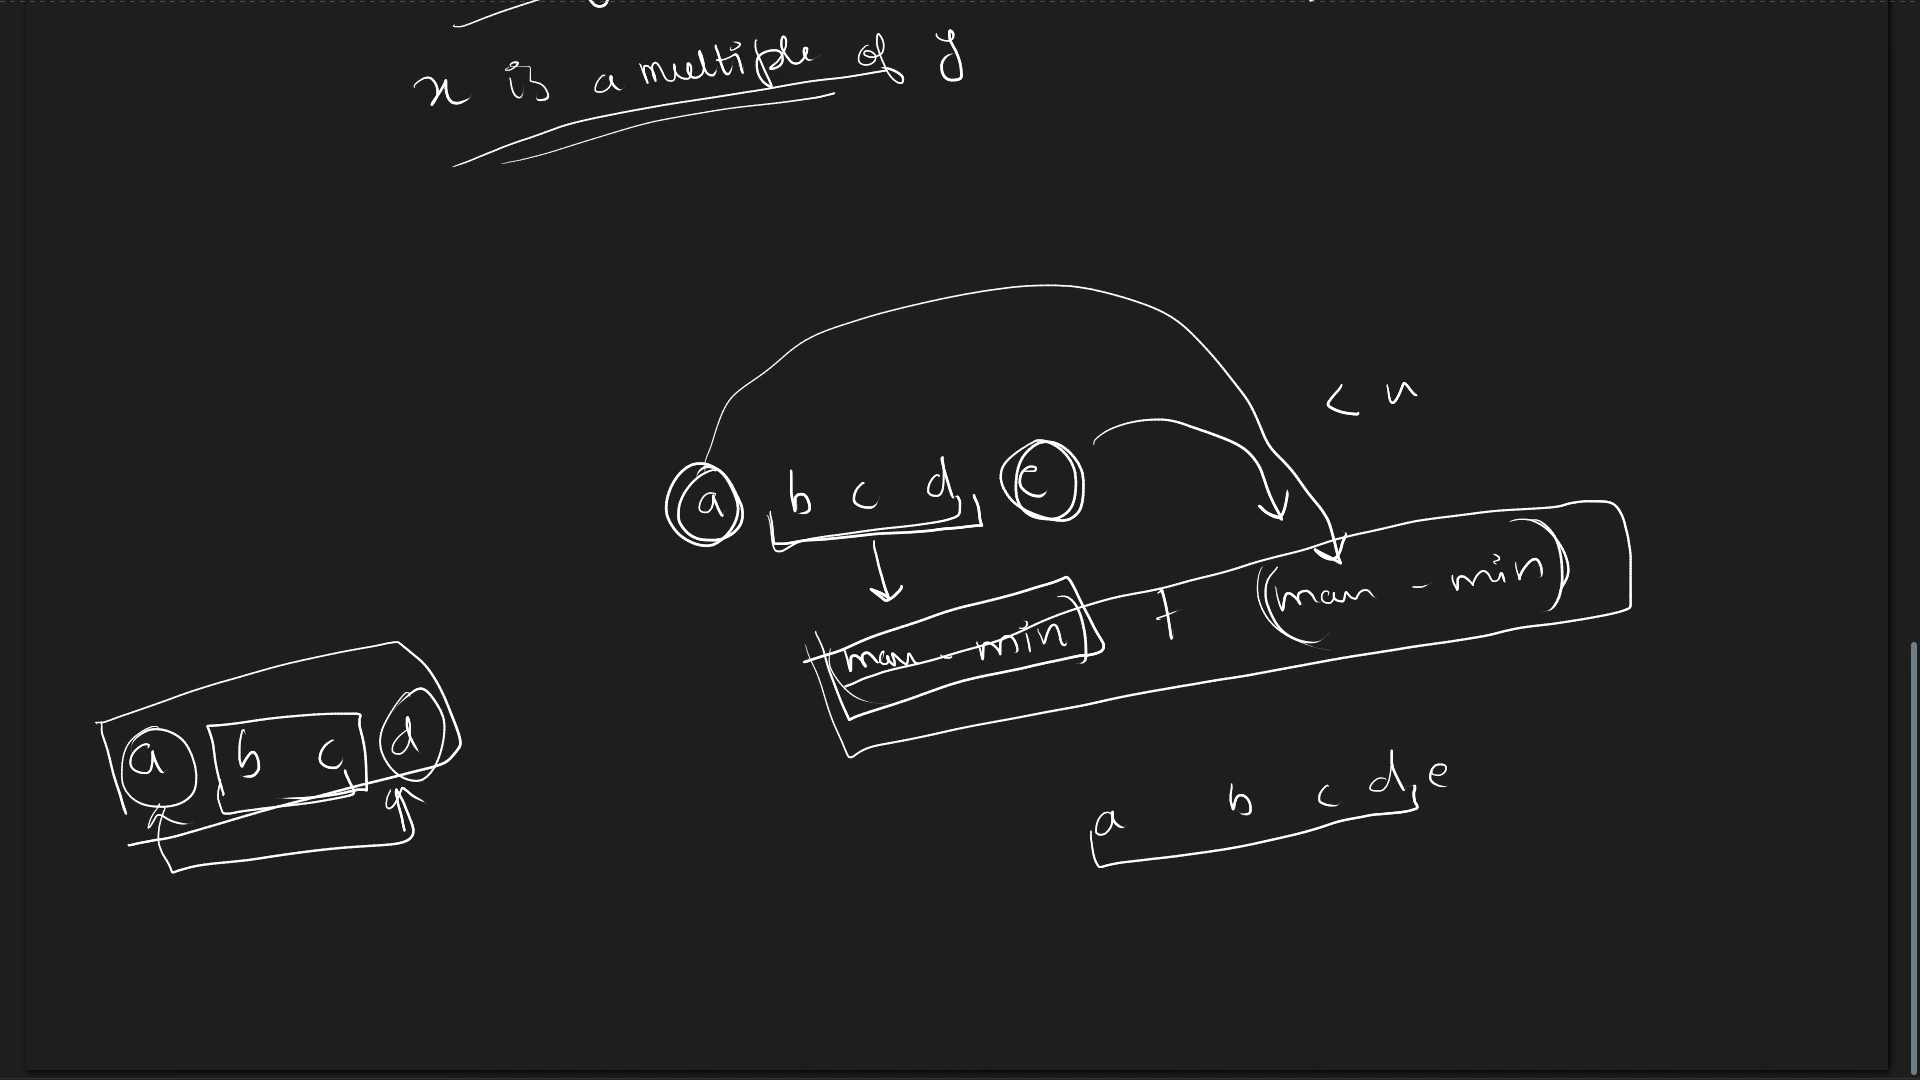 x is a multiple of y
< n
a b c d e
(max - min) + (max - min)
a b c d
a b c d, e